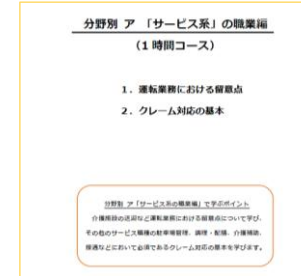 分野別 ア 「サービス系」の職業編
(1時間コース)
1.運転業務における留意点
2.クレーム対応の基本
分野別 ア「サービス系の職業編」で学ぶポイント
介護施設の送迎など運転業務における留意点について学び、
その他のサービス職種の駐車場管理、調理・配膳、介護補助、
接遇などにおいて必須であるクレーム対応の基本を学びます。